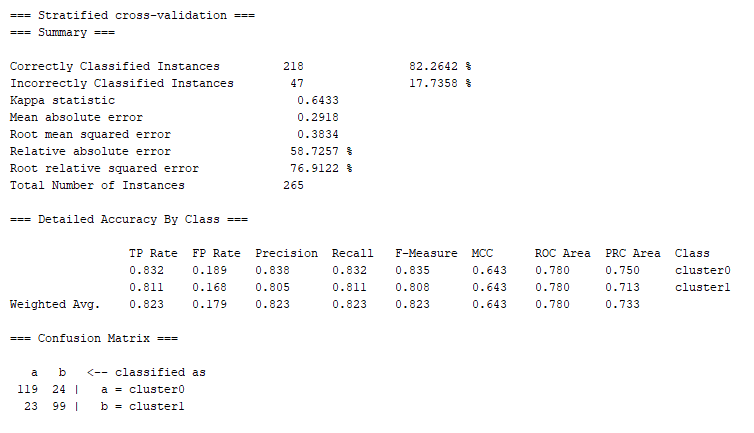 === Stratified cross-validation ===
=== Summary ===
Correctly Classified Instances 218 82.2642 %
Incorrectly Classified Instances 47 17.7358 %
Kappa statistic 0.6433
Mean absolute error 0.2918
Root mean squared error 0.3834
Relative absolute error 58.7257 %
Root relative squared error 76.9122 %
Total Number of Instances 265
=== Detailed Accuracy By Class ===
TP Rate FP Rate Precision Recall F-Measure MCC ROC Area PRC Area Class
0.832 0.189 0.838 0.832 0.835 0.643 0.780 0.750 cluster0
0.811 0.168 0.805 0.811 0.808 0.643 0.780 0.713 cluster1
Weighted Avg. 0.823 0.179 0.823 0.823 0.823 0.643 0.780 0.733
=== Confusion Matrix ===
a b <-- classified as
119 24 | a = cluster0
23 99 | b = cluster1